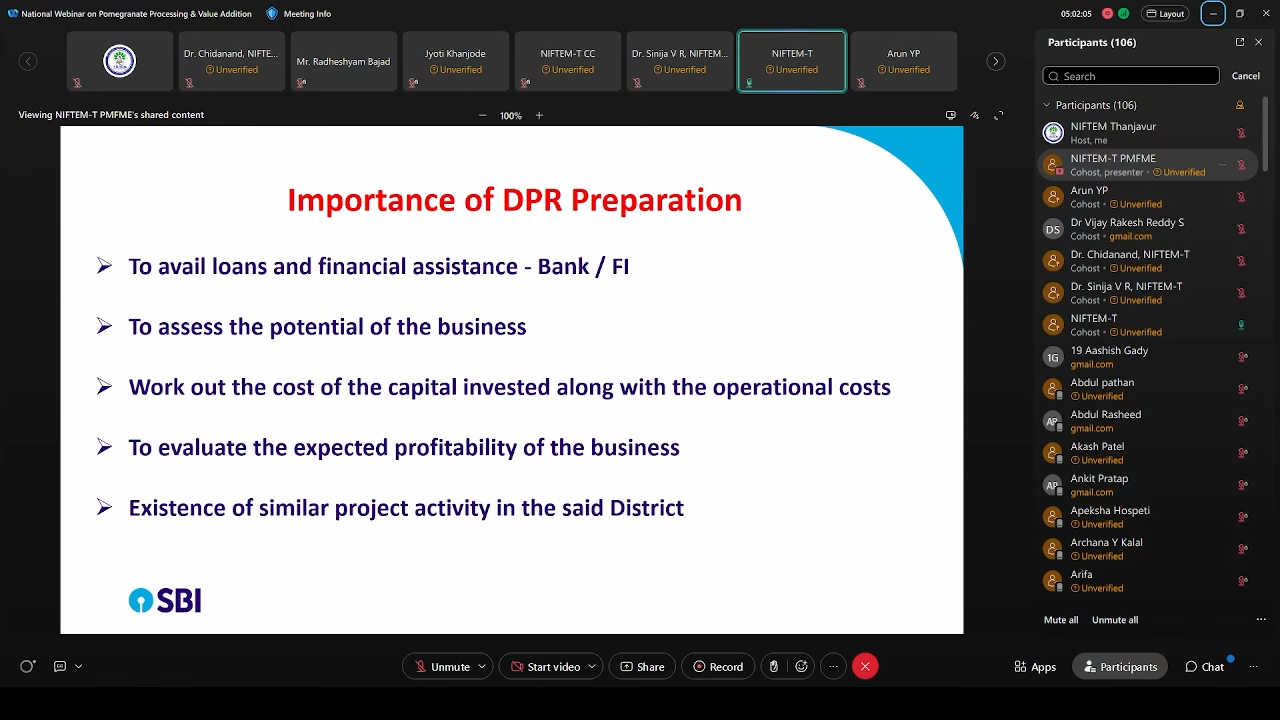 National Webinar on Pomegranate Processing & Value Addition
Meeting Info
05:02:05
Layout
Dr. Chidanand, NIFTE...
Unverified
Mr. Radheshyam Bajad
Jyoti Khanjode
Unverified
NIFTEM-T CC
Unverified
Dr. Sinija V R, NIFTEM...
Unverified
NIFTEM-T
Unverified
Arun YP
Unverified
Viewing NIFTEM-T PMFME's shared content
100%
Importance of DPR Preparation
To avail loans and financial assistance - Bank / FI
To assess the potential of the business
Work out the cost of the capital invested along with the operational costs
To evaluate the expected profitability of the business
Existence of similar project activity in the said District
SBI
Participants (106)
Search
Cancel
Participants (106)
NIFTEM Thanjavur
Host, me
NIFTEM-T PMFME
Cohost, presenter • Unverified
Arun YP
Cohost • Unverified
DS
Dr Vijay Rakesh Reddy S
Cohost • gmail.com
Dr. Chidanand, NIFTEM-T
Cohost • Unverified
Dr. Sinija V R, NIFTEM-T
Cohost • Unverified
NIFTEM-T
Cohost • Unverified
1G
19 Aashish Gady
gmail.com
Abdul pathan
Unverified
AR
Abdul Rasheed
gmail.com
Akash Patel
Unverified
AP
Ankit Pratap
gmail.com
Apeksha Hospeti
Unverified
Archana Y Kalal
Unverified
Arifa
Unverified
Mute all
Unmute all
Unmute
Start video
Share
Record
Apps
Participants
Chat